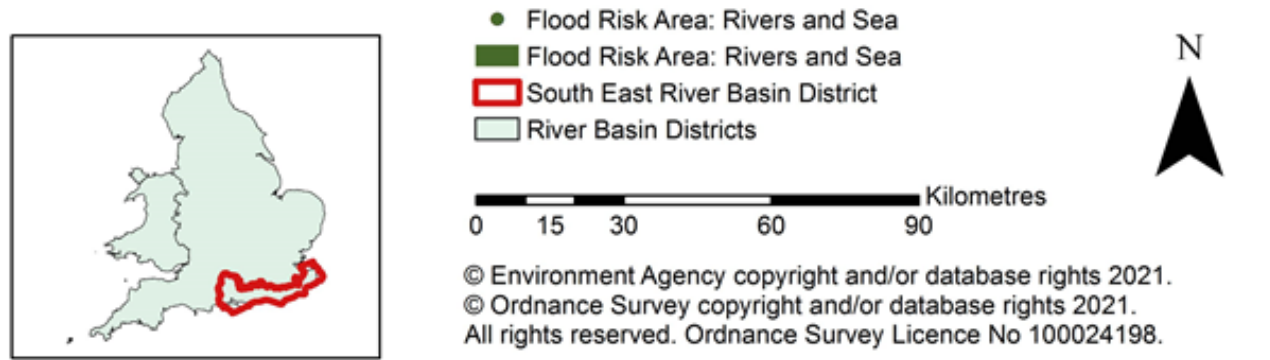 Flood Risk Area: Rivers and Sea
Flood Risk Area: Rivers and Sea
South East River Basin District
River Basin Districts
N
Kilometres
0 15 30 60 90
© Environment Agency copyright and/or database rights 2021.
© Ordnance Survey copyright and/or database rights 2021.
All rights reserved. Ordnance Survey Licence No 100024198.